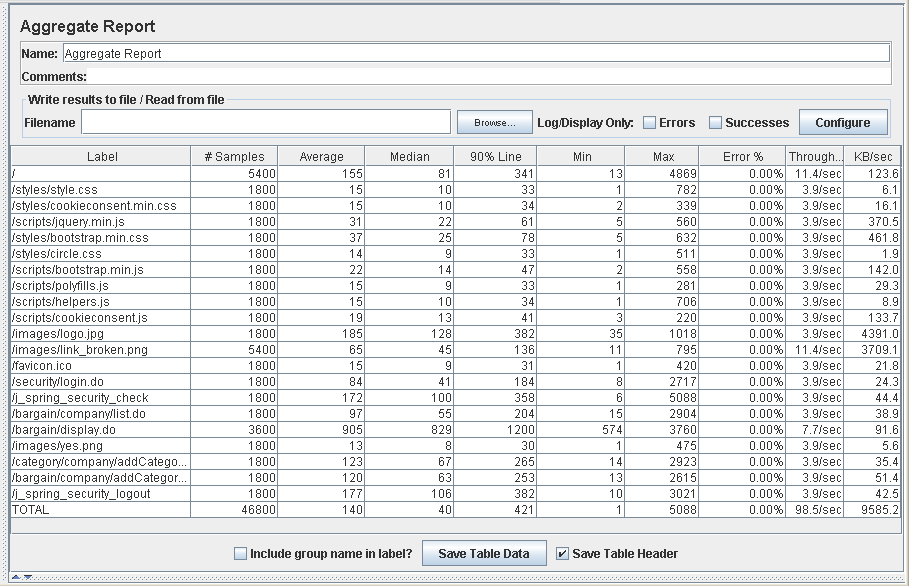 Aggregate Report
Name: Aggregate Report
Comments:
Write results to file / Read from file
Filename Browse... Log/Display Only: Errors Successes Configure
Label # Samples Average Median 90% Line Min Max Error % Through... KB/sec
/ 5400 155 81 341 13 4869 0.00% 11.4/sec 123.6
/styles/style.css 1800 15 10 33 1 782 0.00% 3.9/sec 6.1
/styles/cookieconsent.min.css 1800 15 10 34 2 339 0.00% 3.9/sec 16.1
/scripts/jquery.min.js 1800 31 22 61 5 560 0.00% 3.9/sec 370.5
/styles/bootstrap.min.css 1800 37 25 78 5 632 0.00% 3.9/sec 461.8
/styles/circle.css 1800 14 9 33 1 511 0.00% 3.9/sec 1.9
/scripts/bootstrap.min.js 1800 22 14 47 2 558 0.00% 3.9/sec 142.0
/scripts/polyfills.js 1800 15 9 33 1 281 0.00% 3.9/sec 29.3
/scripts/helpers.js 1800 15 10 34 1 706 0.00% 3.9/sec 8.9
/scripts/cookieconsent.js 1800 19 13 41 3 220 0.00% 3.9/sec 133.7
/images/logo.jpg 1800 185 128 382 35 1018 0.00% 3.9/sec 4391.0
/images/link_broken.png 5400 65 45 136 11 795 0.00% 11.4/sec 3709.1
/favicon.ico 1800 15 9 31 1 420 0.00% 3.9/sec 21.8
/security/login.do 1800 84 41 184 8 2717 0.00% 3.9/sec 24.3
/j_spring_security_check 1800 172 100 358 6 5088 0.00% 3.9/sec 44.4
/bargain/company/list.do 1800 97 55 204 15 2904 0.00% 3.9/sec 38.9
/bargain/display.do 3600 905 829 1200 574 3760 0.00% 7.7/sec 91.6
/images/yes.png 1800 13 8 30 1 475 0.00% 3.9/sec 5.6
/category/company/addCatego... 1800 123 67 265 14 2923 0.00% 3.9/sec 35.4
/bargain/company/addCategor... 1800 120 63 253 13 2615 0.00% 3.9/sec 51.4
/j_spring_security_logout 1800 177 106 382 10 3021 0.00% 3.9/sec 42.5
TOTAL 46800 140 40 421 1 5088 0.00% 98.5/sec 9585.2
Include group name in label? Save Table Data Save Table Header